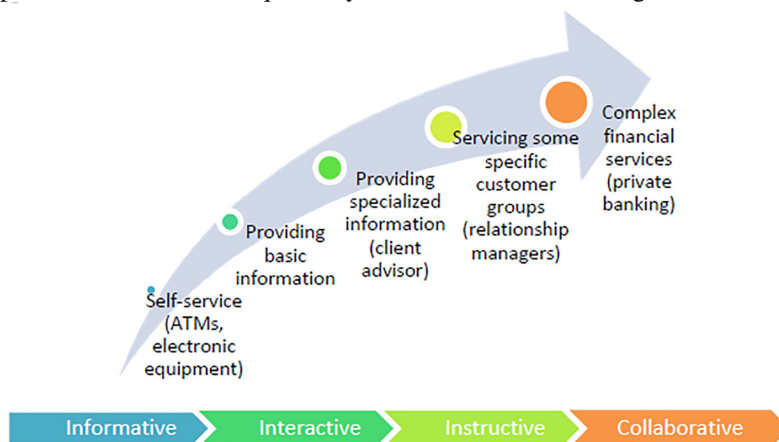 Self-service
(ATMs,
electronic
equipment)
Providing
basic
information
Providing
specialized
information
(client
advisor)
Servicing some
specific
customer
groups
(relationship
managers)
Complex
financial
services
(private
banking)
Informative
Interactive
Instructive
Collaborative